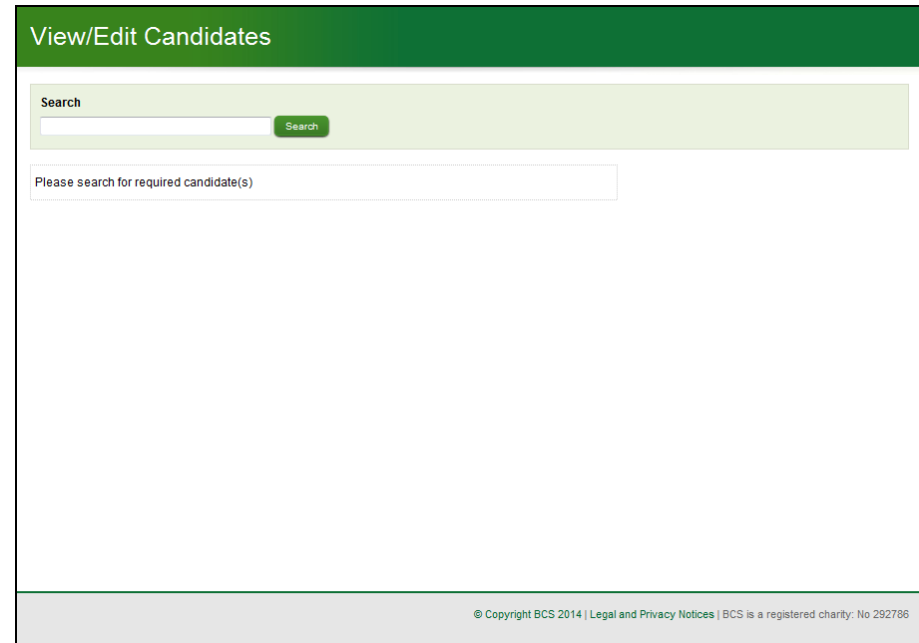 View/Edit Candidates
Search
Search
Please search for required candidate(s)
© Copyright BCS 2014 | Legal and Privacy Notices | BCS is a registered charity: No 292786